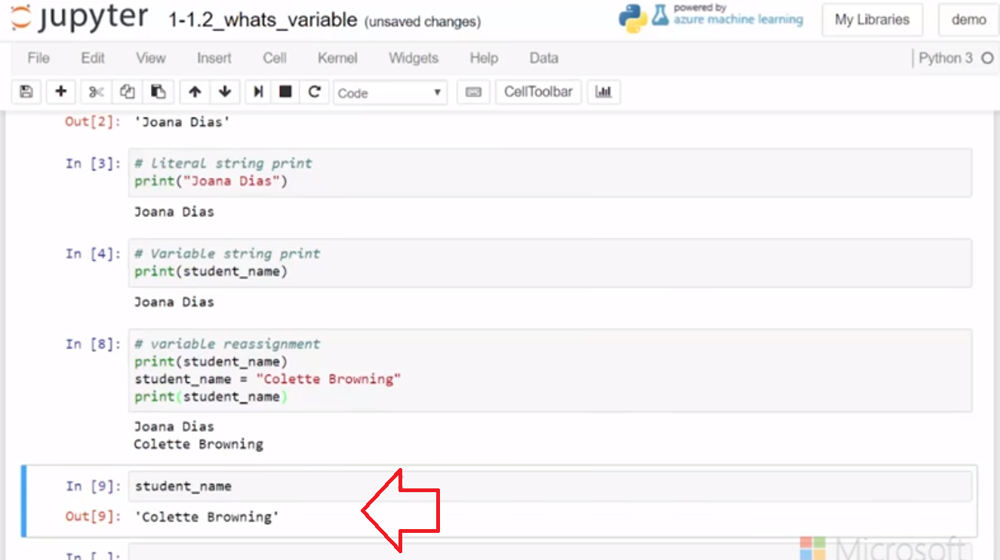 jupyter 1-1.2_whats_variable (unsaved changes) powered by azure machine learning My Libraries demo
File Edit View Insert Cell Kernel Widgets Help Data Python 3
Code CellToolbar
Out[2]: 'Joana Dias'
In [3]: # literal string print
print("Joana Dias")
Joana Dias
In [4]: # Variable string print
print(student_name)
Joana Dias
In [8]: # variable reassignment
print(student_name)
student_name = "Colette Browning"
print(student_name)
Joana Dias
Colette Browning
In [9]: student_name
Out[9]: 'Colette Browning'
In [ ]:
Microsoft